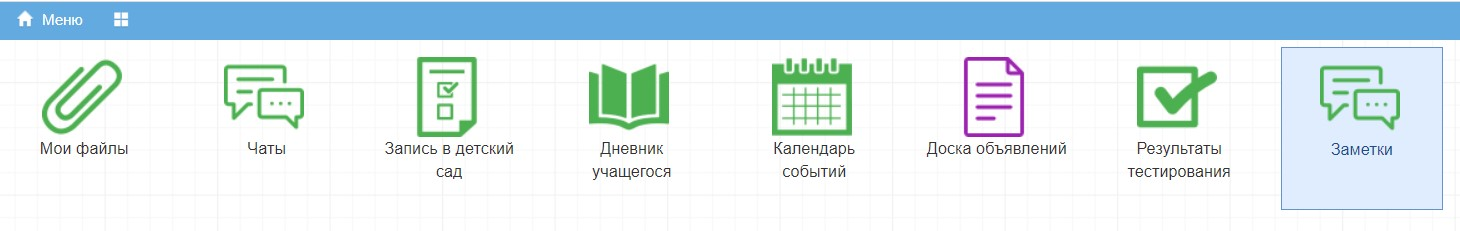 Меню
Мои файлы
Чаты
Запись в детский
сад
Дневник
учащегося
Календарь
событий
Доска объявлений
Результаты
тестирования
Заметки